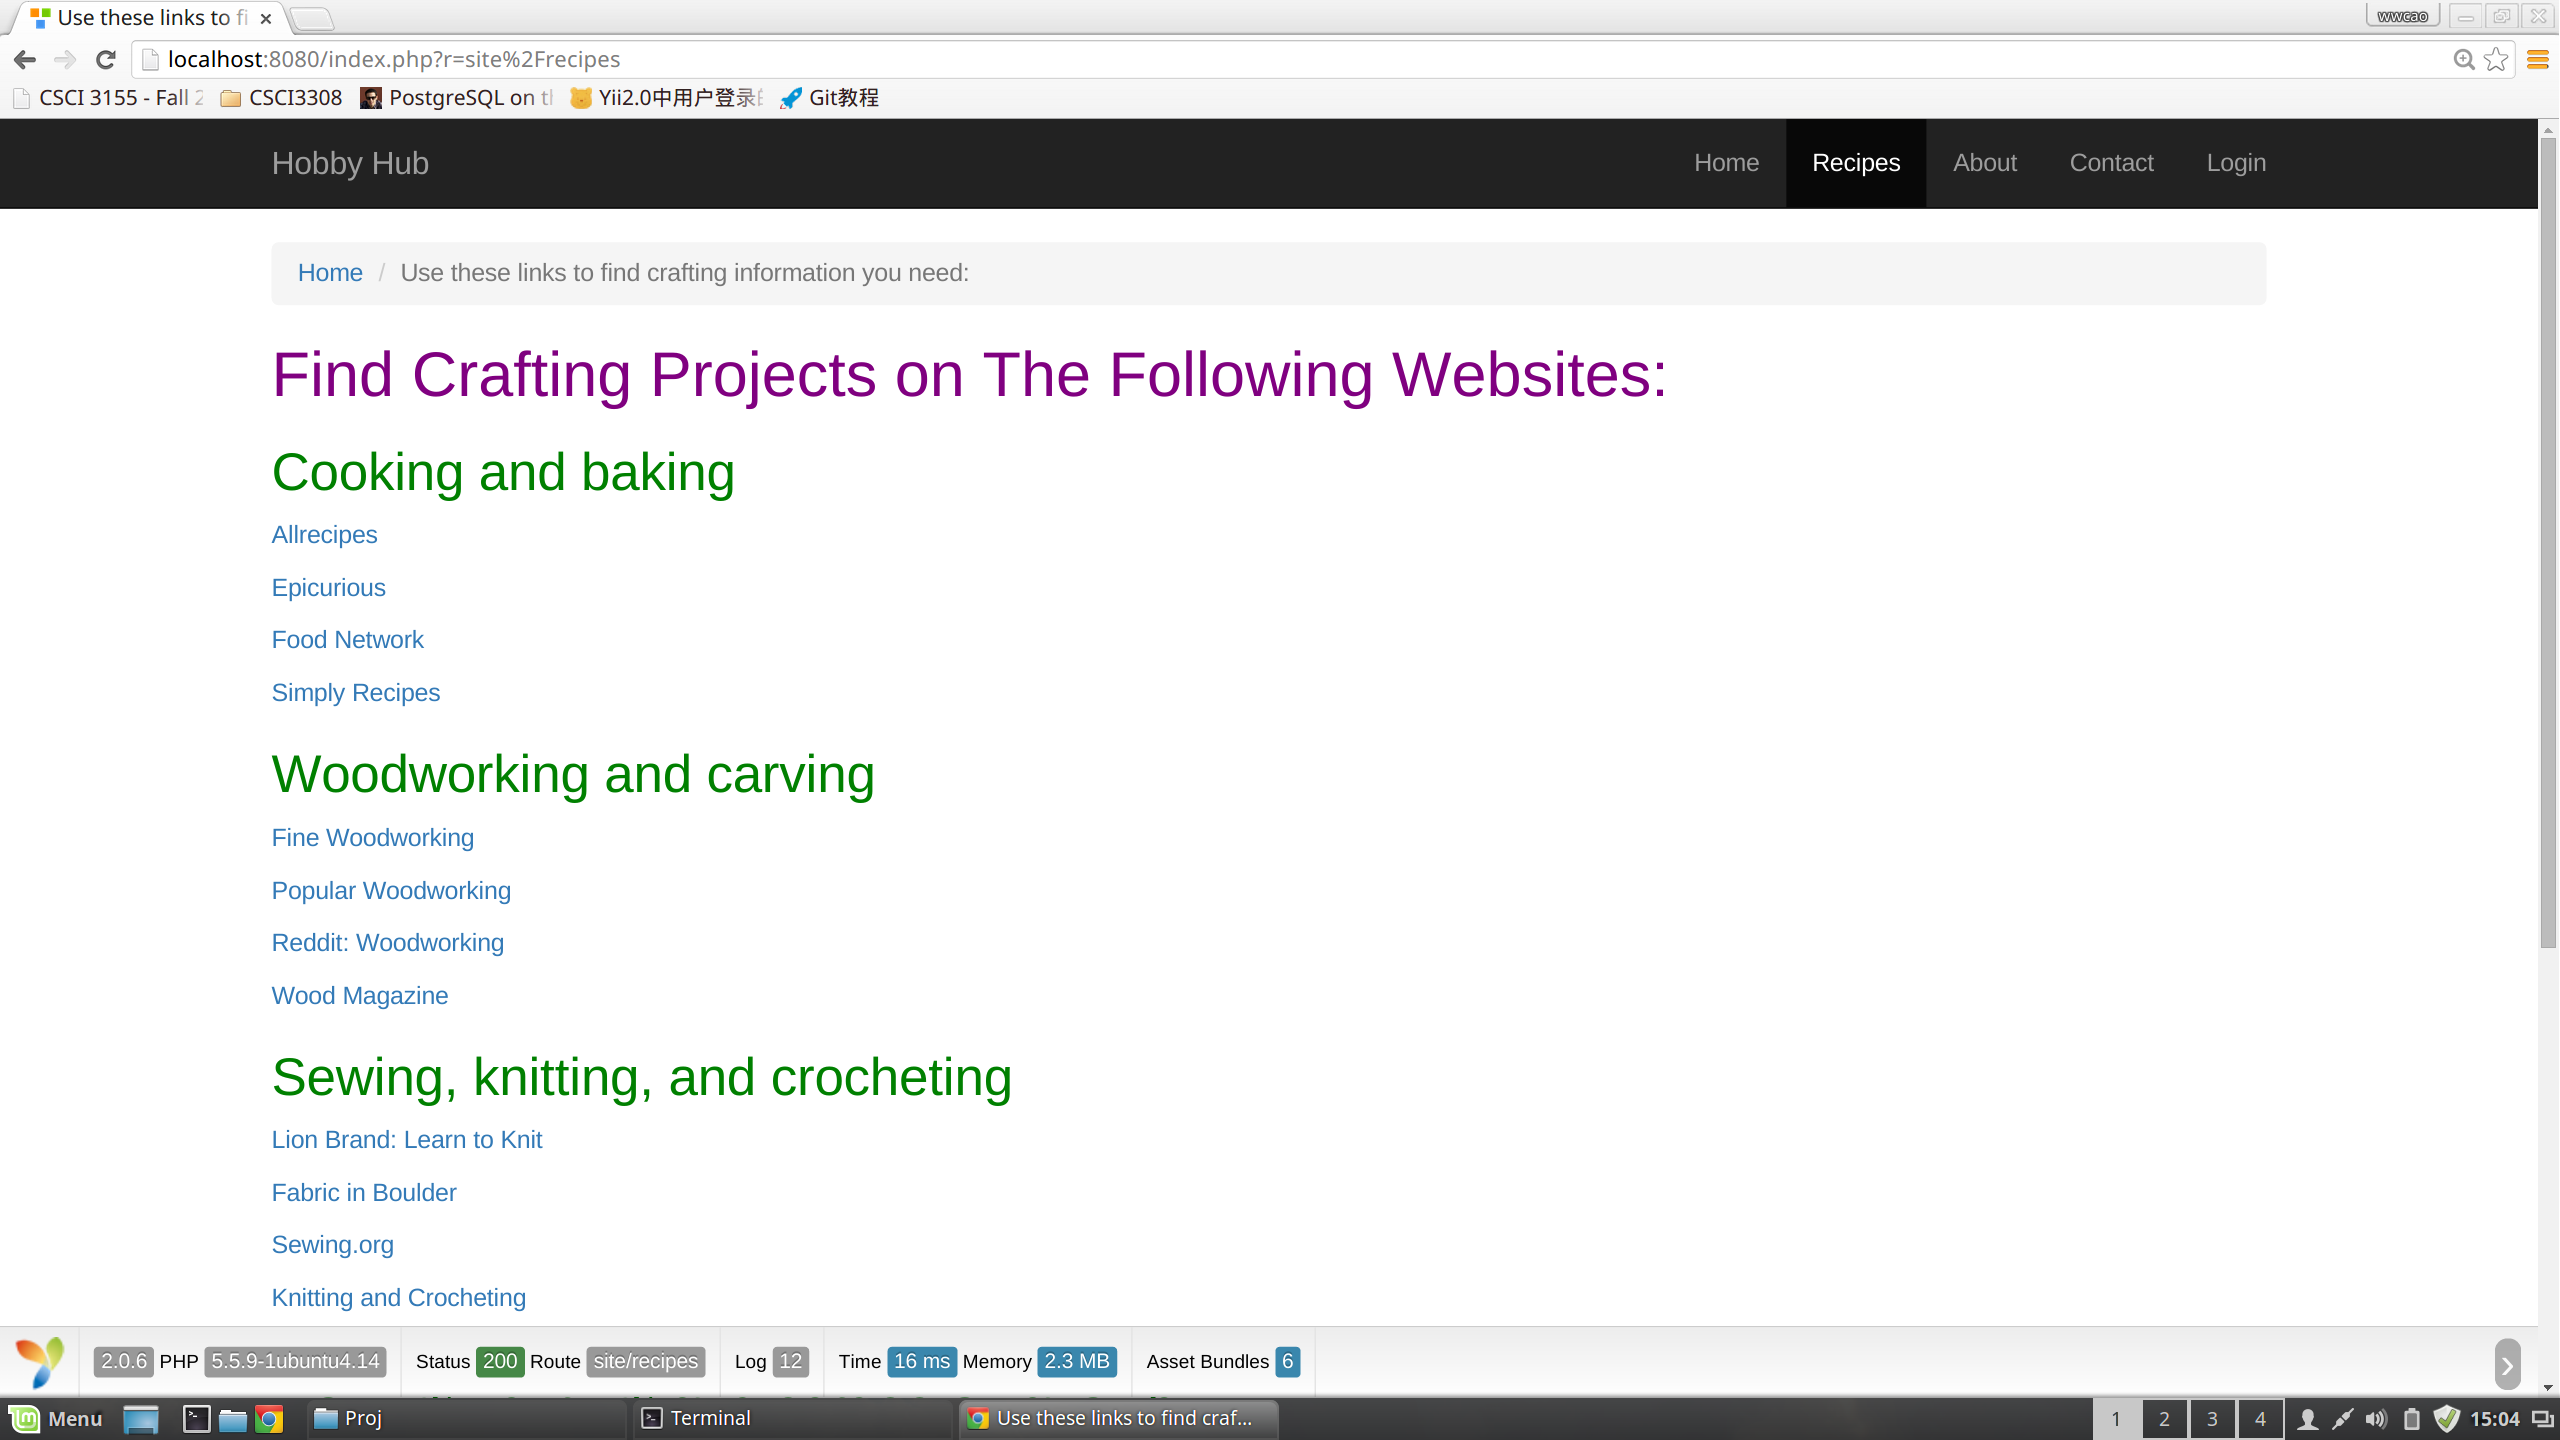 Use these links to fi
wwcao
localhost:8080/index.php?r=site%2Frecipes
CSCI 3155 - Fall 2 CSCI3308 PostgreSQL on th Yii2.0中用户登录 Git教程
Hobby Hub Home Recipes About Contact Login
Home / Use these links to find crafting information you need:
Find Crafting Projects on The Following Websites:
Cooking and baking
Allrecipes
Epicurious
Food Network
Simply Recipes
Woodworking and carving
Fine Woodworking
Popular Woodworking
Reddit: Woodworking
Wood Magazine
Sewing, knitting, and crocheting
Lion Brand: Learn to Knit
Fabric in Boulder
Sewing.org
Knitting and Crocheting
2.0.6 PHP 5.5.9-1ubuntu4.14 Status 200 Route site/recipes Log 12 Time 16 ms Memory 2.3 MB Asset Bundles 6
Menu Proj Terminal Use these links to find craf... 1 2 3 4 15:04